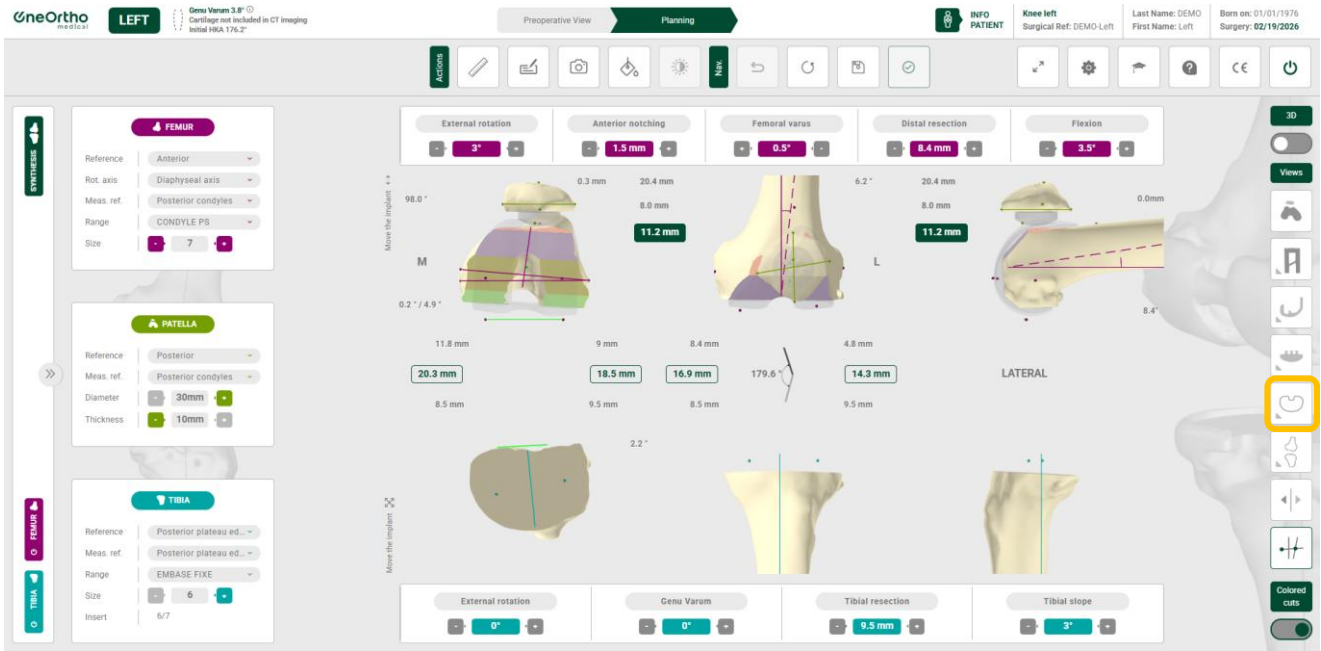 OneOrtho
medical
LEFT
Genu Varum 3.8°
Cartilage not included in CT imaging
Initial HKA 176.2°
Preoperative View
Planning
INFO
PATIENT
Knee left
Surgical Ref: DEMO-Left
Last Name: DEMO
First Name: Left
Born on: 01/01/1976
Surgery: 02/19/2026
Actions
Nav.
CE
SYNTHESIS
FEMUR
Reference Anterior
Rot. axis Diaphyseal axis
Meas. ref. Posterior condyles
Range CONDYLE PS
Size - 7 +
PATELLA
Reference Posterior
Meas. ref. Posterior condyles
Diameter - 30mm +
Thickness - 10mm +
TIBIA
Reference Posterior plateau ed...
Meas. ref. Posterior plateau ed...
Range EMBASE FIXE
Size - 6 +
Insert 6/7
FEMUR
TIBIA
External rotation
- 3° +
Anterior notching
- 1.5 mm +
Femoral varus
+ 0.5° -
Distal resection
- 8.4 mm +
Flexion
- 3.5° +
Move the implant
98.0 °
0.3 mm
20.4 mm
8.0 mm
11.2 mm
6.2 °
20.4 mm
8.0 mm
11.2 mm
0.0mm
M
L
0.2 ° / 4.9 °
8.4°
11.8 mm
9 mm
8.4 mm
4.8 mm
20.3 mm
18.5 mm
16.9 mm
179.6 °
14.3 mm
LATERAL
8.5 mm
9.5 mm
8.5 mm
9.5 mm
2.2 °
Move the implant
External rotation
- 0° +
Genu Varum
- 0° +
Tibial resection
- 9.5 mm +
Tibial slope
- 3° +
3D
Views
Colored
cuts